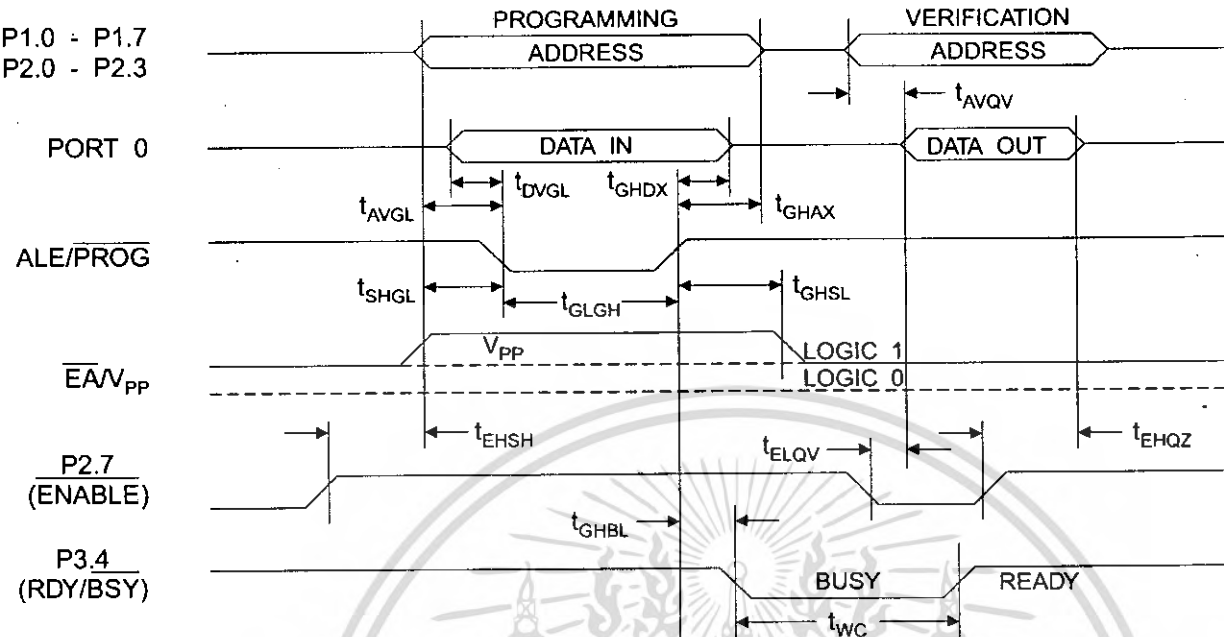 PROGRAMMING VERIFICATION
P1.0 - P1.7
P2.0 - P2.3
ADDRESS ADDRESS
tAVQV
PORT 0 DATA IN DATA OUT
tDVGL tGHDX
tAVGL tGHAX
ALE/PROG
tSHGL tGLGH tGHSL
EA/VPP VPP LOGIC 1
LOGIC 0
tEHSH tELQV tEHQZ
P2.7
(ENABLE)
tGHBL
P3.4
(RDY/BSY) BUSY READY
tWC